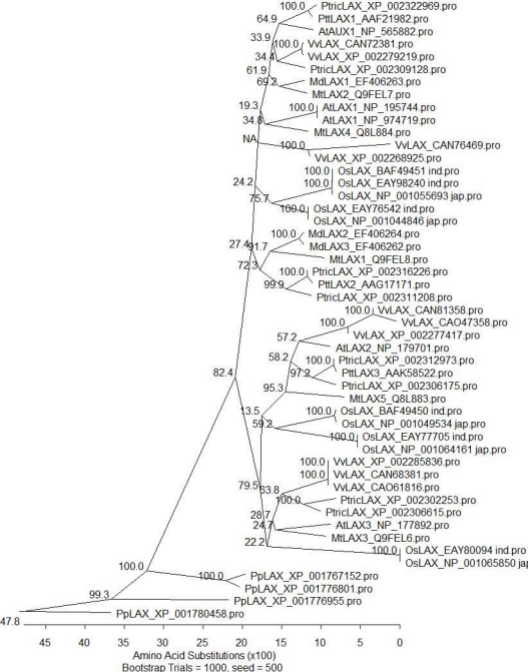 100.0 PtricLAX_XP_002322969.pro
64.9 PttLAX1_AAF21982.pro
AtAUX1_NP_565882.pro
33.9 100.0 VvLAX_CAN72381.pro
34.4 VvLAX_XP_002279219.pro
61.9 PtricLAX_XP_002309128.pro
69.2 MdLAX1_EF406263.pro
MtLAX2_Q9FEL7.pro
19.3 100.0 AtLAX1_NP_195744.pro
34.8 AtLAX1_NP_974719.pro
MtLAX4_Q8L884.pro
NA 100.0 VvLAX_CAN76469.pro
VvLAX_XP_002268925.pro
100.0 OsLAX_BAF49451 ind.pro
24.2 100.0 OsLAX_EAY98240 ind.pro
75.7 OsLAX_NP_001055693 jap.pro
100.0 OsLAX_EAY76542 ind.pro
OsLAX_NP_001044846 jap.pro
100.0 MdLAX2_EF406264.pro
27.4 91.7 MdLAX3_EF406262.pro
MtLAX1_Q9FEL8.pro
72.3 100.0 PtricLAX_XP_002316226.pro
99.9 PttLAX2_AAG17171.pro
PtricLAX_XP_002311208.pro
100.0 VvLAX_CAN81358.pro
100.0 VvLAX_CAO47358.pro
57.2 VvLAX_XP_002277417.pro
AtLAX2_NP_179701.pro
58.2 100.0 PtricLAX_XP_002312973.pro
82.4 97.2 PttLAX3_AAK58522.pro
95.3 PtricLAX_XP_002306175.pro
MtLAX5_Q8L883.pro
13.5 100.0 OsLAX_BAF49450 ind.pro
59.2 OsLAX_NP_001049534 jap.pro
100.0 OsLAX_EAY77705 ind.pro
OsLAX_NP_001064161 jap.pro
100.0 VvLAX_XP_002285836.pro
100.0 VvLAX_CAN68381.pro
79.5 63.8 VvLAX_CAO61816.pro
100.0 PtricLAX_XP_002302253.pro
28.7 PtricLAX_XP_002306615.pro
24.7 AtLAX3_NP_177892.pro
MtLAX3_Q9FEL6.pro
22.2 100.0 OsLAX_EAY80094 ind.pro
OsLAX_NP_001065850 jap
100.0 100.0 PpLAX_XP_001767152.pro
PpLAX_XP_001776801.pro
99.3 PpLAX_XP_001776955.pro
47.8 PpLAX_XP_001780458.pro
45 40 35 30 25 20 15 10 5 0
Amino Acid Substitutions (x100)
Bootstrap Trials = 1000, seed = 500